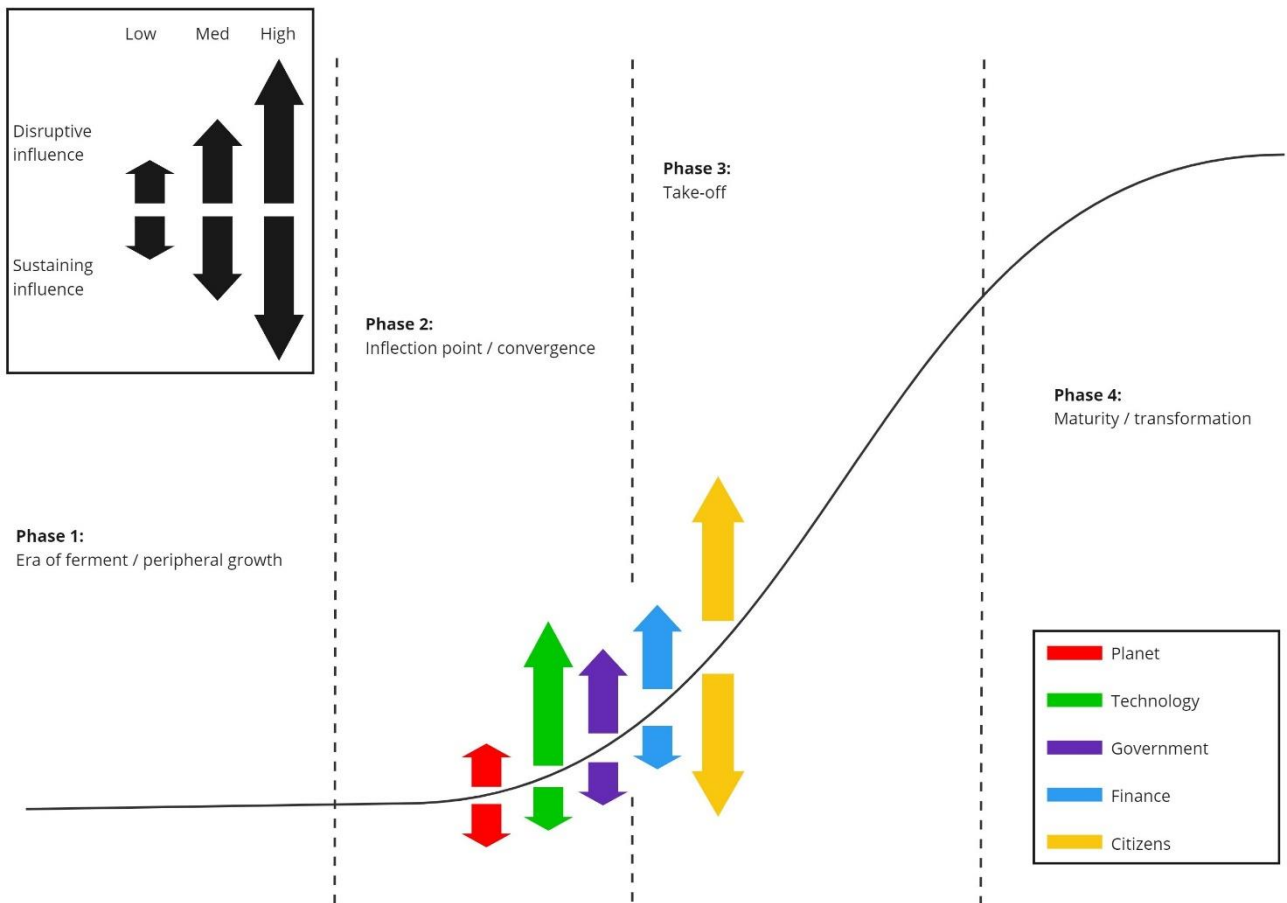 Low Med High
Disruptive
influence
Sustaining
influence
Phase 1:
Era of ferment / peripheral growth
Phase 2:
Inflection point / convergence
Phase 3:
Take-off
Phase 4:
Maturity / transformation
Planet
Technology
Government
Finance
Citizens